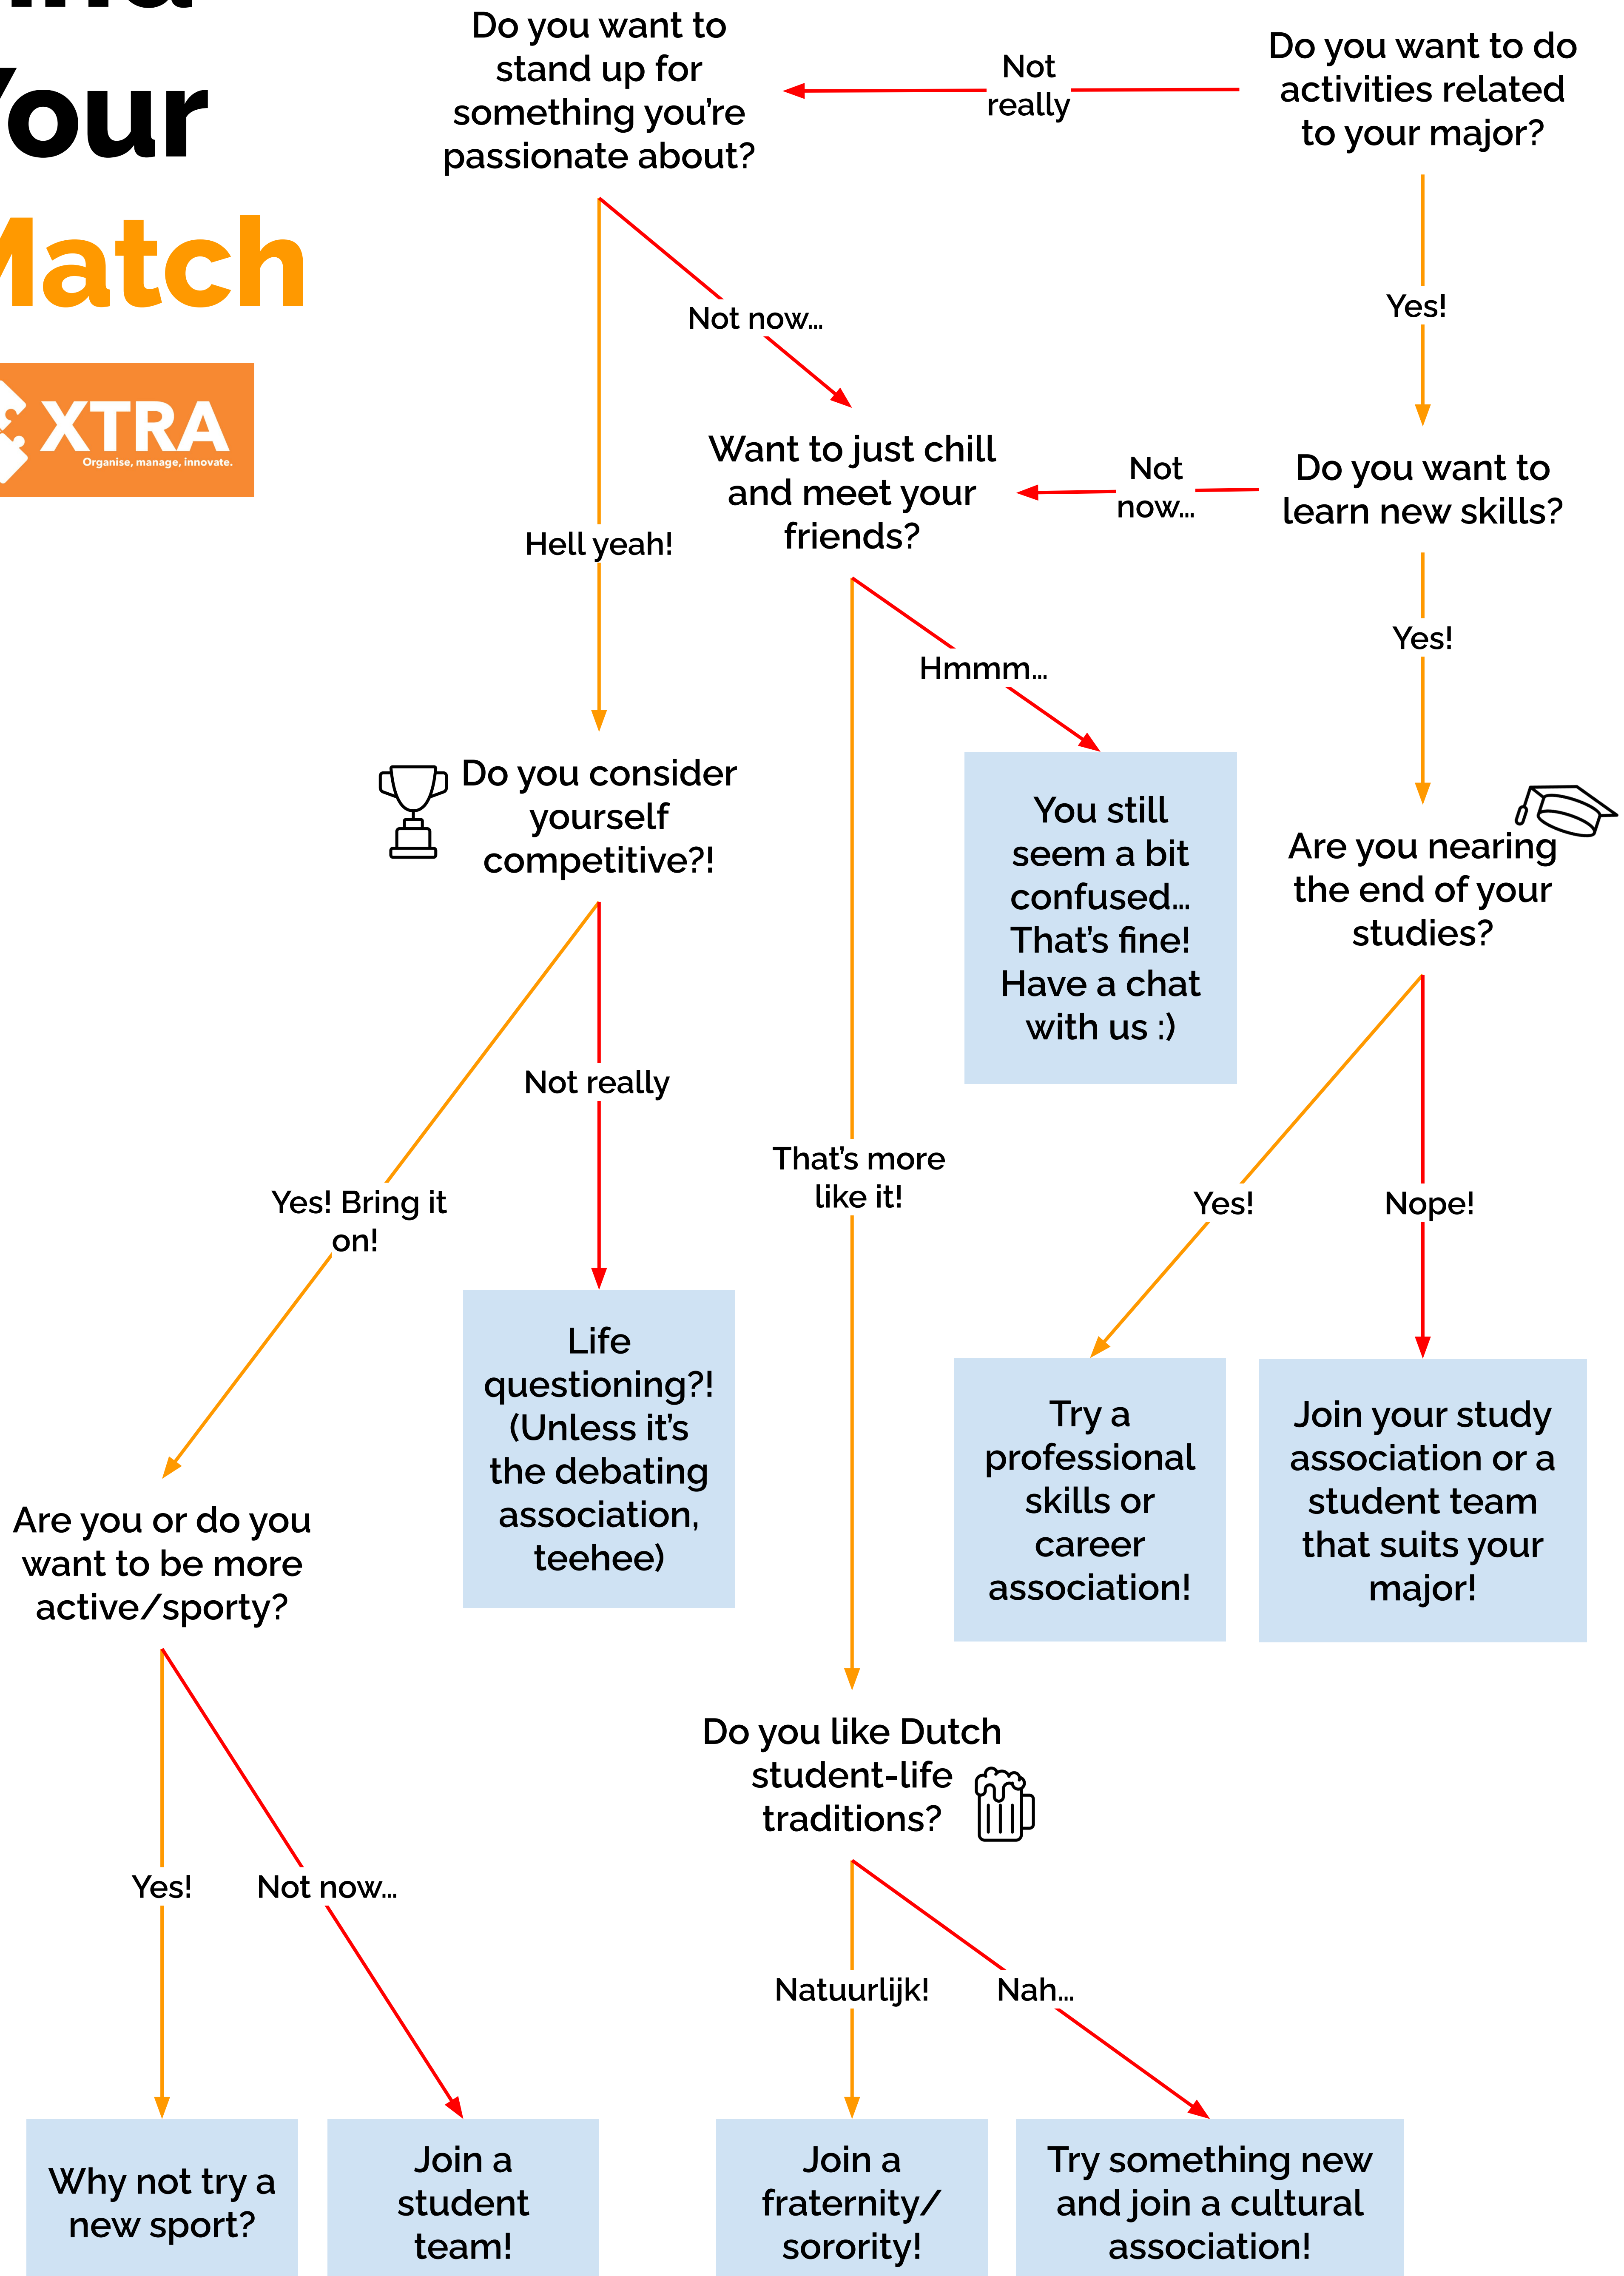 Your
Match
XTRA
Organise, manage, innovate.
Do you want to
stand up for
something you're
passionate about?
Not
really
Do you want to do
activities related
to your major?
Not now...
Yes!
Want to just chill
and meet your
friends?
Not
now...
Do you want to
learn new skills?
Hell yeah!
Hmmm...
Yes!
Do you consider
yourself
competitive?!
You still
seem a bit
confused...
That's fine!
Have a chat
with us :)
Are you nearing
the end of your
studies?
Not really
That's more
like it!
Yes! Bring it
on!
Yes!
Nope!
Life
questioning?!
(Unless it's
the debating
association,
teehee)
Try a
professional
skills or
career
association!
Join your study
association or a
student team
that suits your
major!
Are you or do you
want to be more
active/sporty?
Do you like Dutch
student-life
traditions?
Yes!
Not now...
Natuurlijk!
Nah...
Why not try a
new sport?
Join a
student
team!
Join a
fraternity/
sorority!
Try something new
and join a cultural
association!